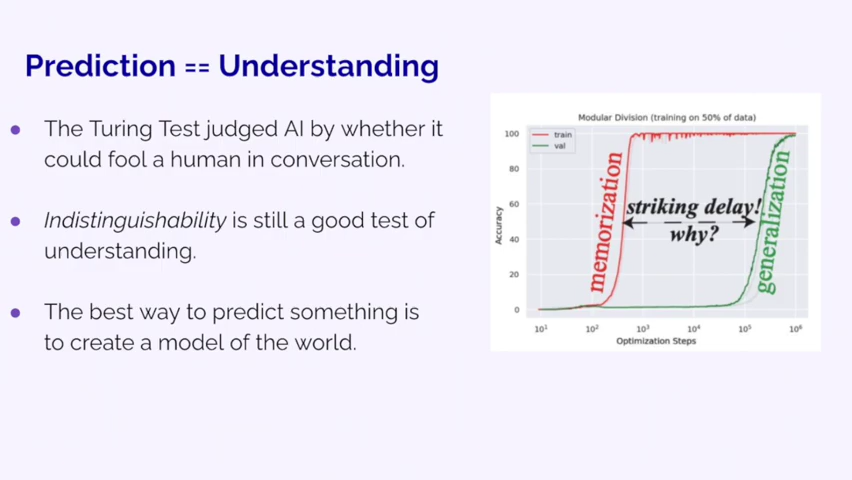 Prediction == Understanding
● The Turing Test judged AI by whether it
could fool a human in conversation.
● Indistinguishability is still a good test of
understanding.
● The best way to predict something is
to create a model of the world.
Modular Division (training on 50% of data)
train
val
100
80
60
40
20
0
Accuracy
memorization
striking delay!
why?
generalization
10¹ 10² 10³ 10⁴ 10⁵ 10⁶
Optimization Steps